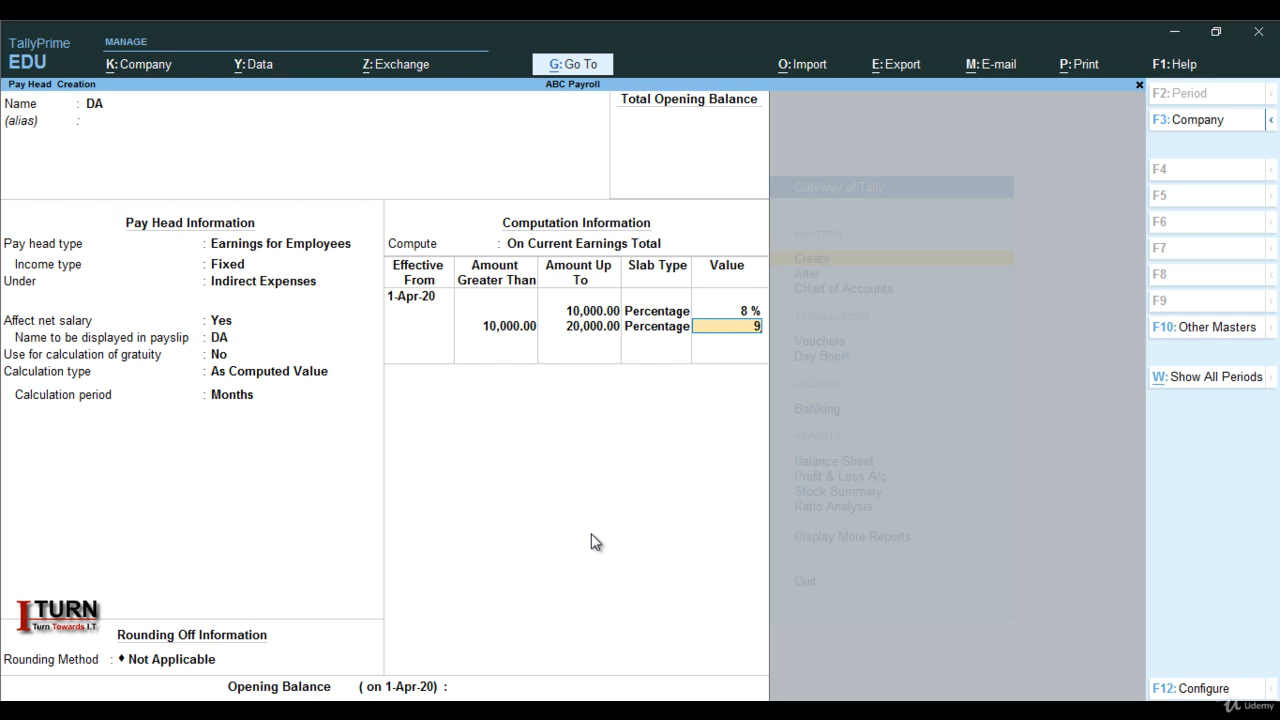 TallyPrime
EDU
MANAGE
K: Company
Y: Data
Z: Exchange
G: Go To
O: Import
E: Export
M: E-mail
P: Print
F1: Help
Pay Head Creation
ABC Payroll
Name : DA
(alias) :
Total Opening Balance
Pay Head Information
Pay head type : Earnings for Employees
Income type : Fixed
Under : Indirect Expenses
Affect net salary : Yes
Name to be displayed in payslip : DA
Use for calculation of gratuity : No
Calculation type : As Computed Value
Calculation period : Months
Computation Information
Compute : On Current Earnings Total
Effective From Amount Greater Than Amount Up To Slab Type Value
1-Apr-20
10,000.00 Percentage 8 %
10,000.00 20,000.00 Percentage 9
I TURN
Turn Towards I.T
Rounding Off Information
Rounding Method : ♦ Not Applicable
Opening Balance ( on 1-Apr-20) :
Gateway of Tally
MASTERS
Create
Alter
CHart of Accounts
TRANSACTIONS
Vouchers
Day BooK
UTILITIES
BaNking
REPORTS
Balance Sheet
Profit & Loss A/c
Stock Summary
Ratio Analysis
Display More Reports
Quit
F2: Period
F3: Company
F4
F5
F6
F7
F8
F9
F10: Other Masters
W: Show All Periods
F12: Configure
Udemy